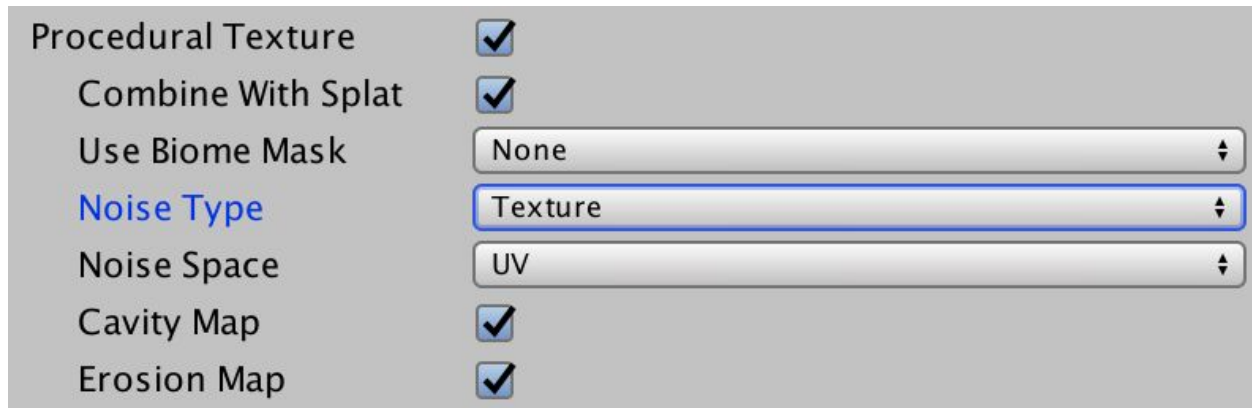 Procedural Texture
Combine With Splat
Use Biome Mask None
Noise Type Texture
Noise Space UV
Cavity Map
Erosion Map